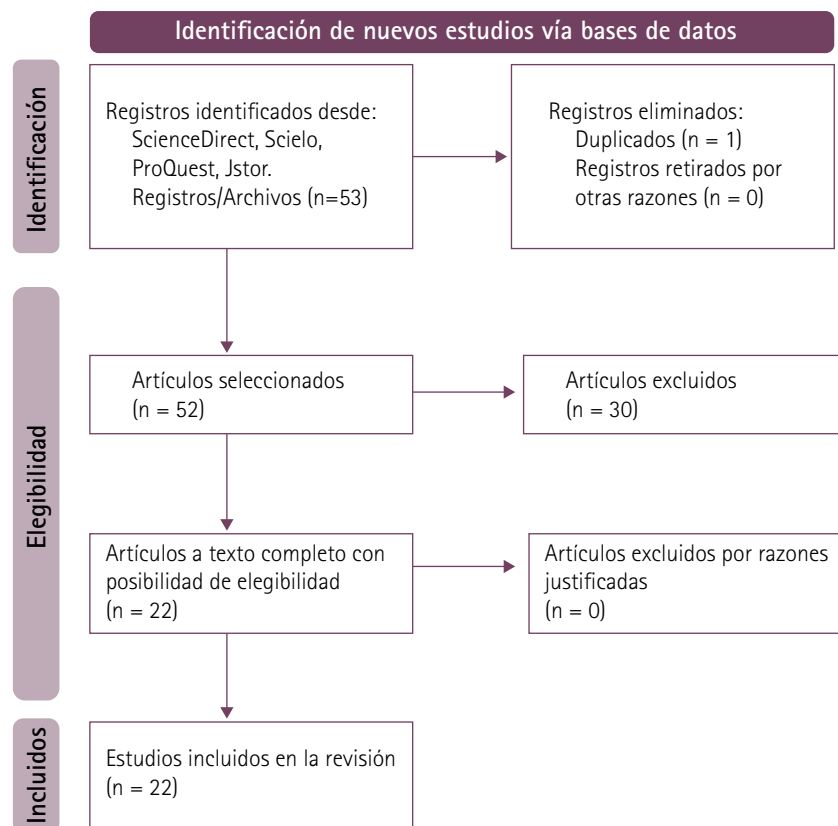 Identificación de nuevos estudios vía bases de datos
Identificación
Registros identificados desde:
ScienceDirect, Scielo,
ProQuest, Jstor.
Registros/Archivos (n=53)
Registros eliminados:
Duplicados (n = 1)
Registros retirados por
otras razones (n = 0)
Elegibilidad
Artículos seleccionados
(n = 52)
Artículos excluidos
(n = 30)
Artículos a texto completo con
posibilidad de elegibilidad
(n = 22)
Artículos excluidos por razones
justificadas
(n = 0)
Incluidos
Estudios incluidos en la revisión
(n = 22)